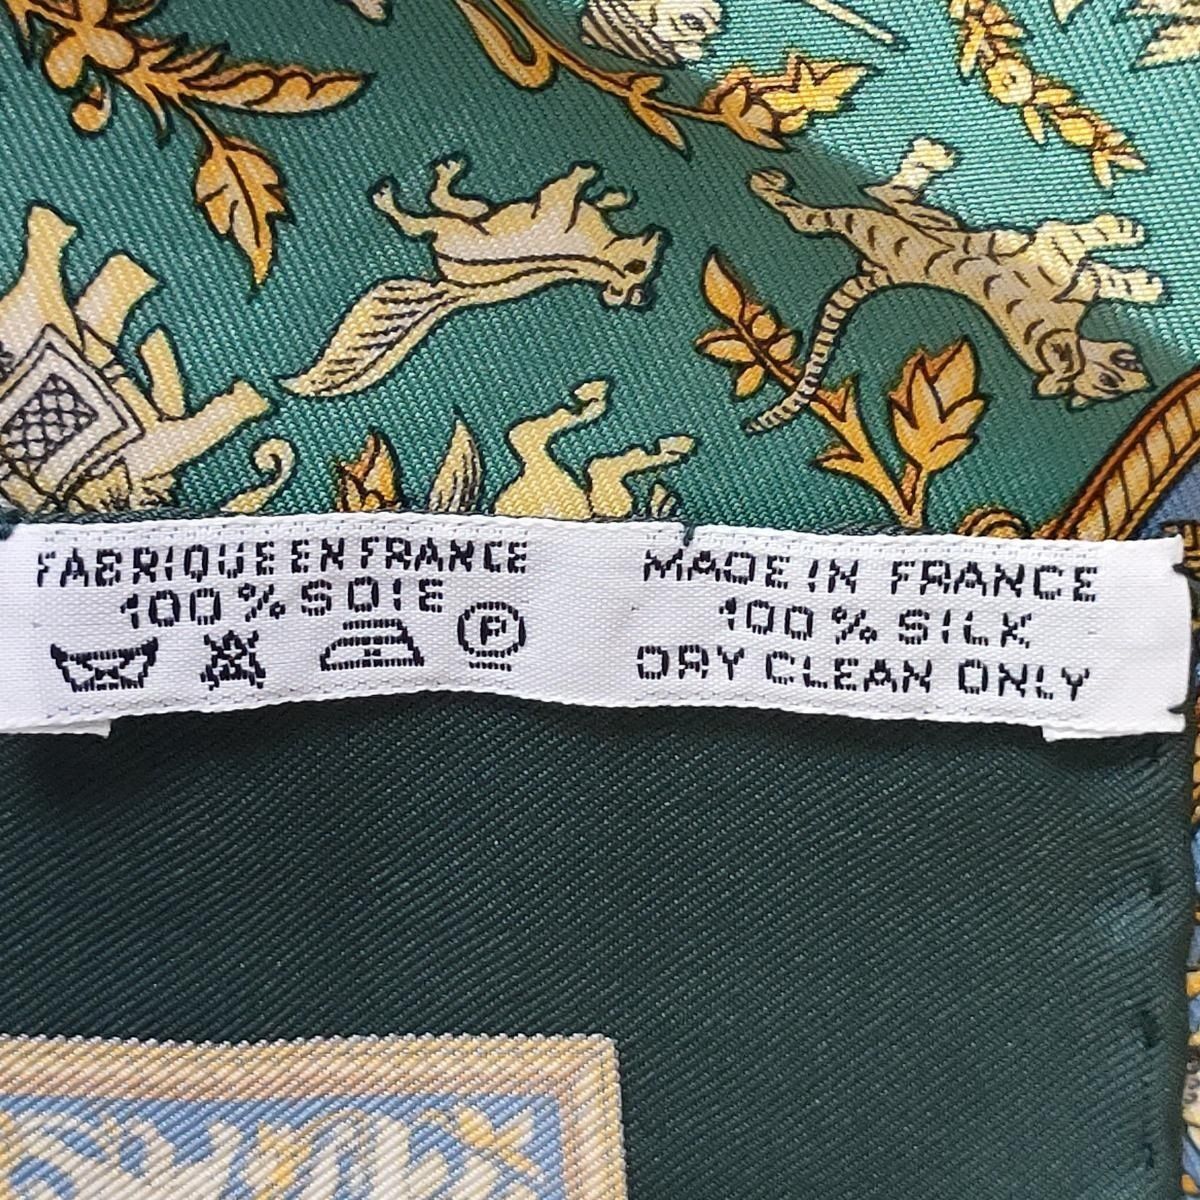 FABRIQUE EN FRANCE
100% SOIE
P
MADE IN FRANCE
100% SILK
DRY CLEAN ONLY